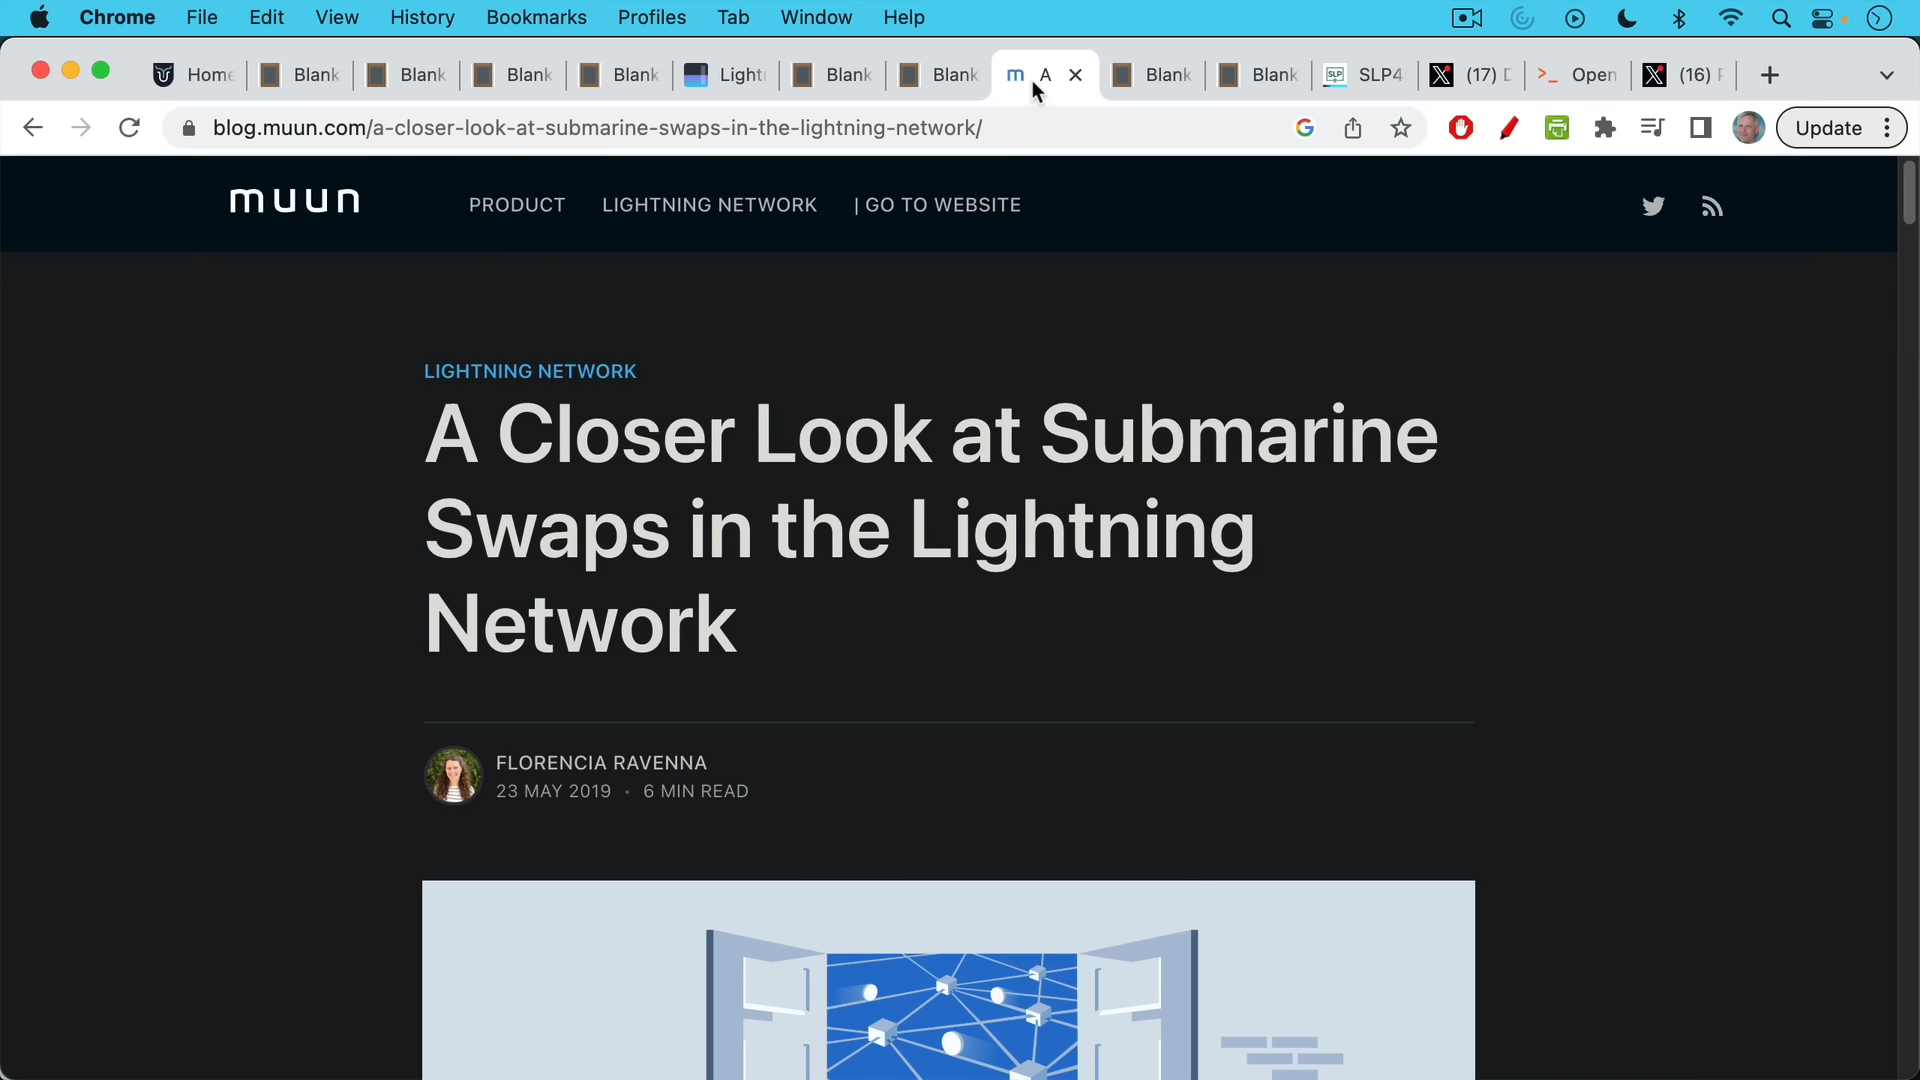 Chrome File Edit View History Bookmarks Profiles Tab Window Help
Home Blank Blank Blank Blank Light Blank Blank A Blank Blank SLP4 (17) Open (16)
blog.muun.com/a-closer-look-at-submarine-swaps-in-the-lightning-network/ Update
muun PRODUCT LIGHTNING NETWORK | GO TO WEBSITE
LIGHTNING NETWORK
A Closer Look at Submarine
Swaps in the Lightning
Network
FLORENCIA RAVENNA
23 MAY 2019 • 6 MIN READ